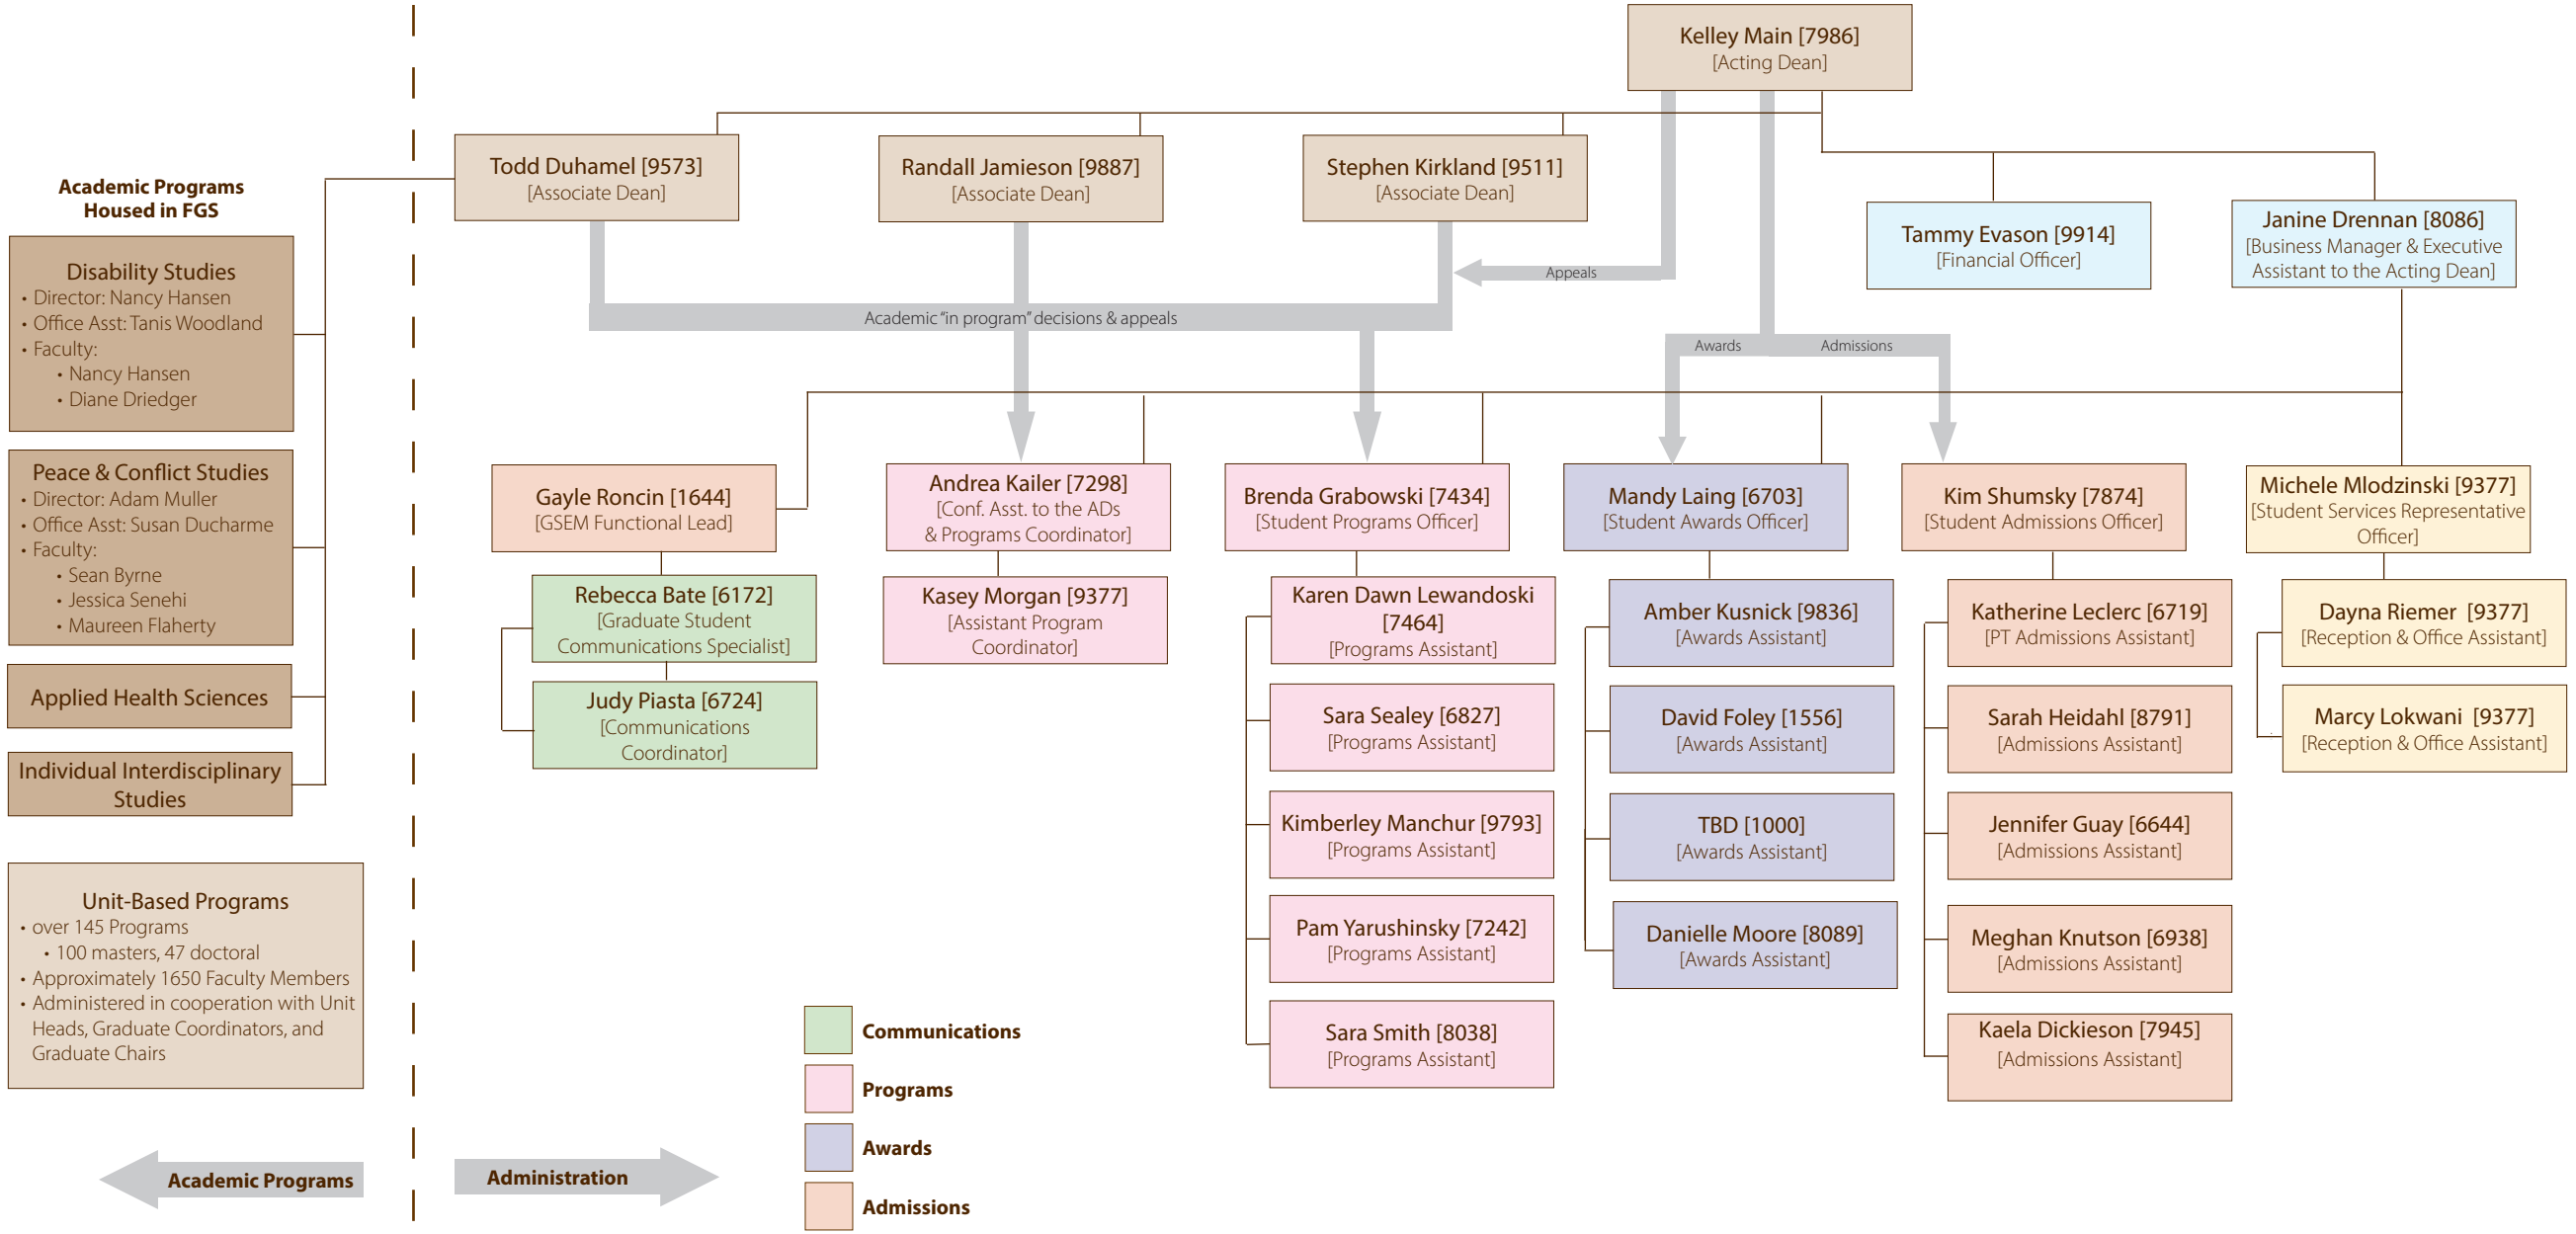 Kelley Main [7986]
[Acting Dean]
Todd Duhamel [9573]
[Associate Dean]
Randall Jamieson [9887]
[Associate Dean]
Stephen Kirkland [9511]
[Associate Dean]
Tammy Evason [9914]
[Financial Officer]
Janine Drennan [8086]
[Business Manager & Executive
Assistant to the Acting Dean]
Appeals
Academic “in program” decisions & appeals
Awards
Admissions
Academic Programs
Housed in FGS
Disability Studies
• Director: Nancy Hansen
• Office Asst: Tanis Woodland
• Faculty:
• Nancy Hansen
• Diane Driedger
Peace & Conflict Studies
• Director: Adam Muller
• Office Asst: Susan Ducharme
• Faculty:
• Sean Byrne
• Jessica Senehi
• Maureen Flaherty
Applied Health Sciences
Individual Interdisciplinary
Studies
Unit-Based Programs
• over 145 Programs
• 100 masters, 47 doctoral
• Approximately 1650 Faculty Members
• Administered in cooperation with Unit
Heads, Graduate Coordinators, and
Graduate Chairs
Gayle Roncin [1644]
[GSEM Functional Lead]
Rebecca Bate [6172]
[Graduate Student
Communications Specialist]
Judy Piasta [6724]
[Communications
Coordinator]
Andrea Kailer [7298]
[Conf. Asst. to the ADs
& Programs Coordinator]
Kasey Morgan [9377]
[Assistant Program
Coordinator]
Brenda Grabowski [7434]
[Student Programs Officer]
Karen Dawn Lewandoski
[7464]
[Programs Assistant]
Sara Sealey [6827]
[Programs Assistant]
Kimberley Manchur [9793]
[Programs Assistant]
Pam Yarushinsky [7242]
[Programs Assistant]
Sara Smith [8038]
[Programs Assistant]
Mandy Laing [6703]
[Student Awards Officer]
Amber Kusnick [9836]
[Awards Assistant]
David Foley [1556]
[Awards Assistant]
TBD [1000]
[Awards Assistant]
Danielle Moore [8089]
[Awards Assistant]
Kim Shumsky [7874]
[Student Admissions Officer]
Katherine Leclerc [6719]
[PT Admissions Assistant]
Sarah Heidahl [8791]
[Admissions Assistant]
Jennifer Guay [6644]
[Admissions Assistant]
Meghan Knutson [6938]
[Admissions Assistant]
Kaela Dickieson [7945]
[Admissions Assistant]
Michele Mlodzinski [9377]
[Student Services Representative
Officer]
Dayna Riemer [9377]
[Reception & Office Assistant]
Marcy Lokwani [9377]
[Reception & Office Assistant]
Communications
Programs
Awards
Admissions
Academic Programs
Administration